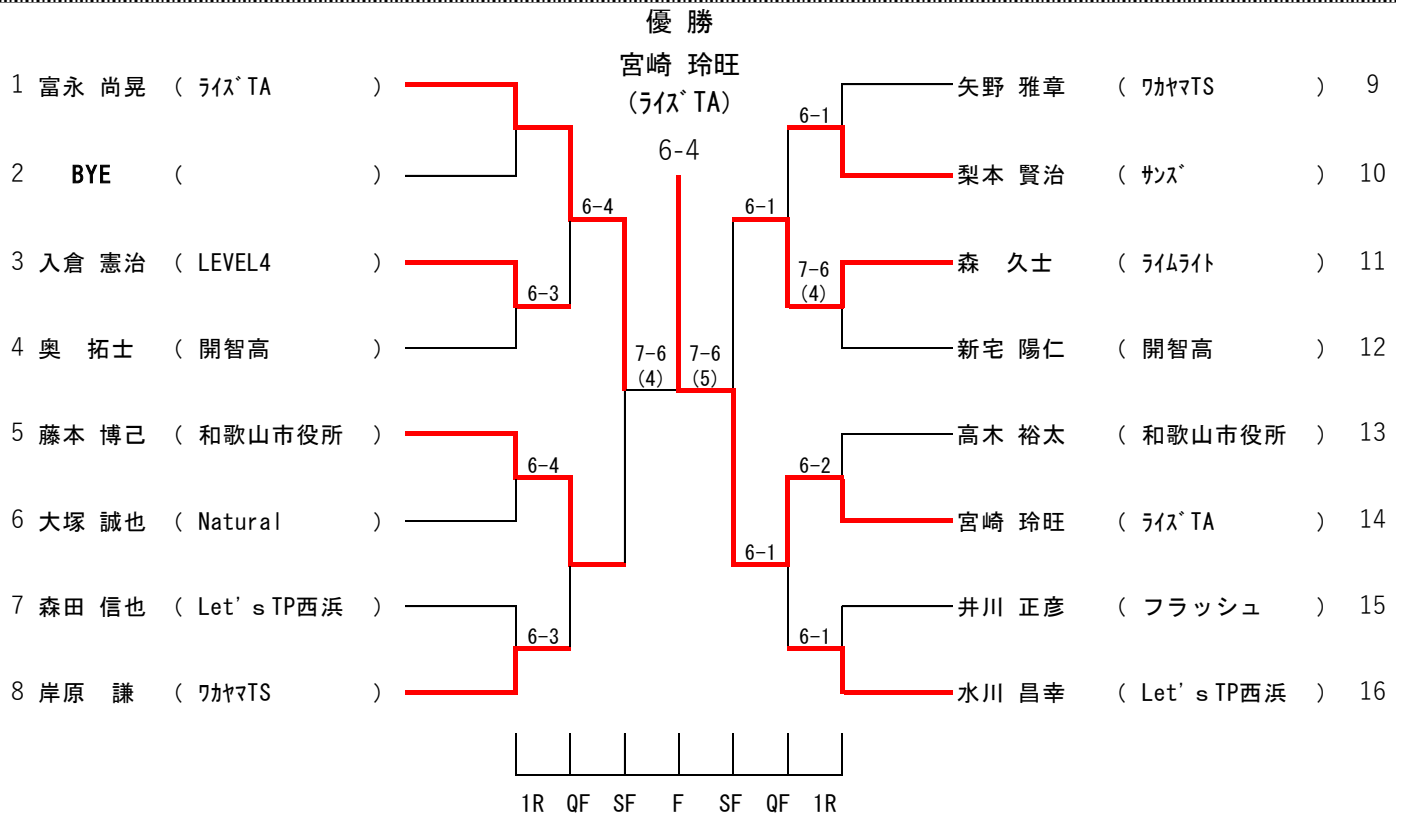 優 勝
宮崎 玲旺
(ﾗｲｽﾞTA)
6-4
1 富永 尚晃 ( ﾗｲｽﾞTA )
2 BYE ( )
3 入倉 憲治 ( LEVEL4 )
4 奥 拓士 ( 開智高 )
5 藤本 博己 ( 和歌山市役所 )
6 大塚 誠也 ( Natural )
7 森田 信也 ( Let'ｓTP西浜 )
8 岸原 謙 ( ﾜｶﾔﾏTS )
6-3
6-4
6-3
6-4
7-6
(4)
7-6
(5)
6-1
6-1
6-1
7-6
(4)
6-2
6-1
矢野 雅章 ( ﾜｶﾔﾏTS ) 9
梨本 賢治 ( ｻﾝｽﾞ ) 10
森 久士 ( ﾗｲﾑﾗｲﾄ ) 11
新宅 陽仁 ( 開智高 ) 12
高木 裕太 ( 和歌山市役所 ) 13
宮崎 玲旺 ( ﾗｲｽﾞTA ) 14
井川 正彦 ( フラッシュ ) 15
水川 昌幸 ( Let'ｓTP西浜 ) 16
1R QF SF F SF QF 1R